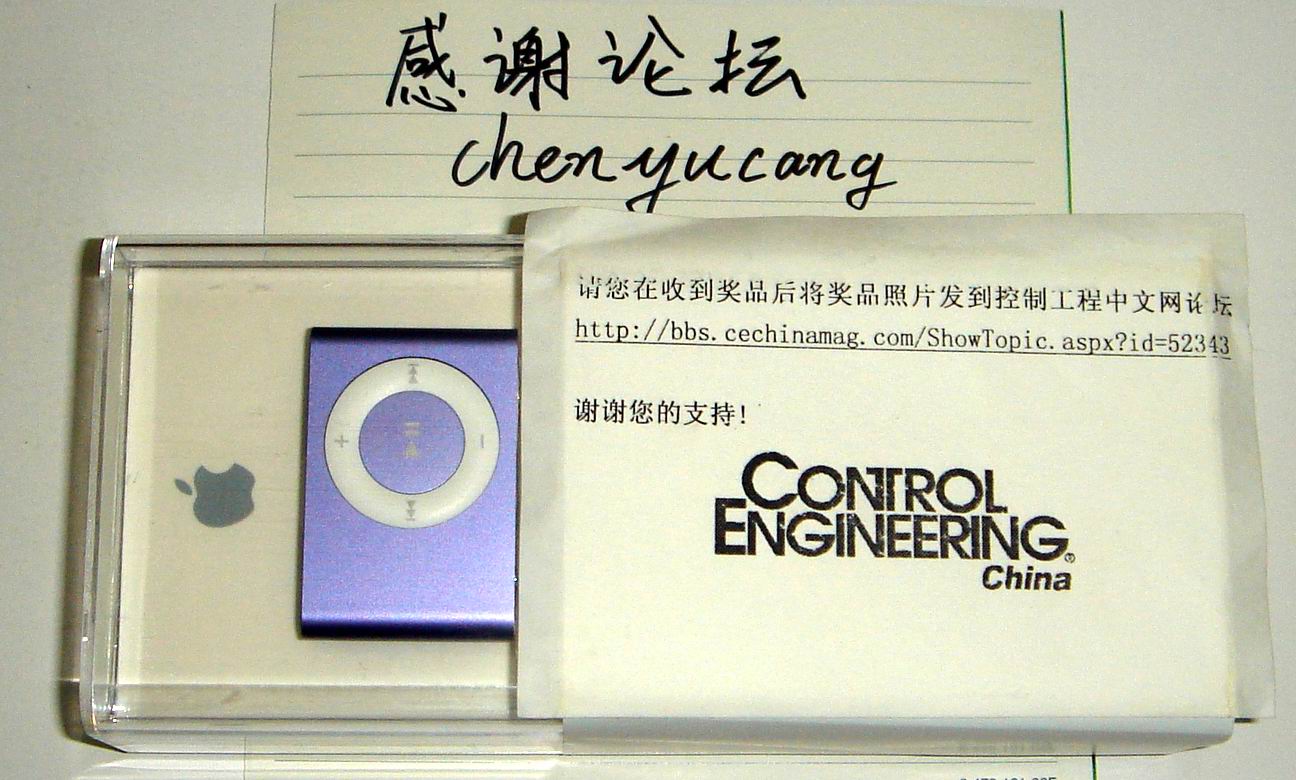 感谢论坛
chenyucang
请您在收到奖品后将奖品照片发到控制工程中文网论坛
http://bbs.cechinamag.com/ShowTopic.aspx?id=52343
谢谢您的支持!
CONTROL
ENGINEERING®
China